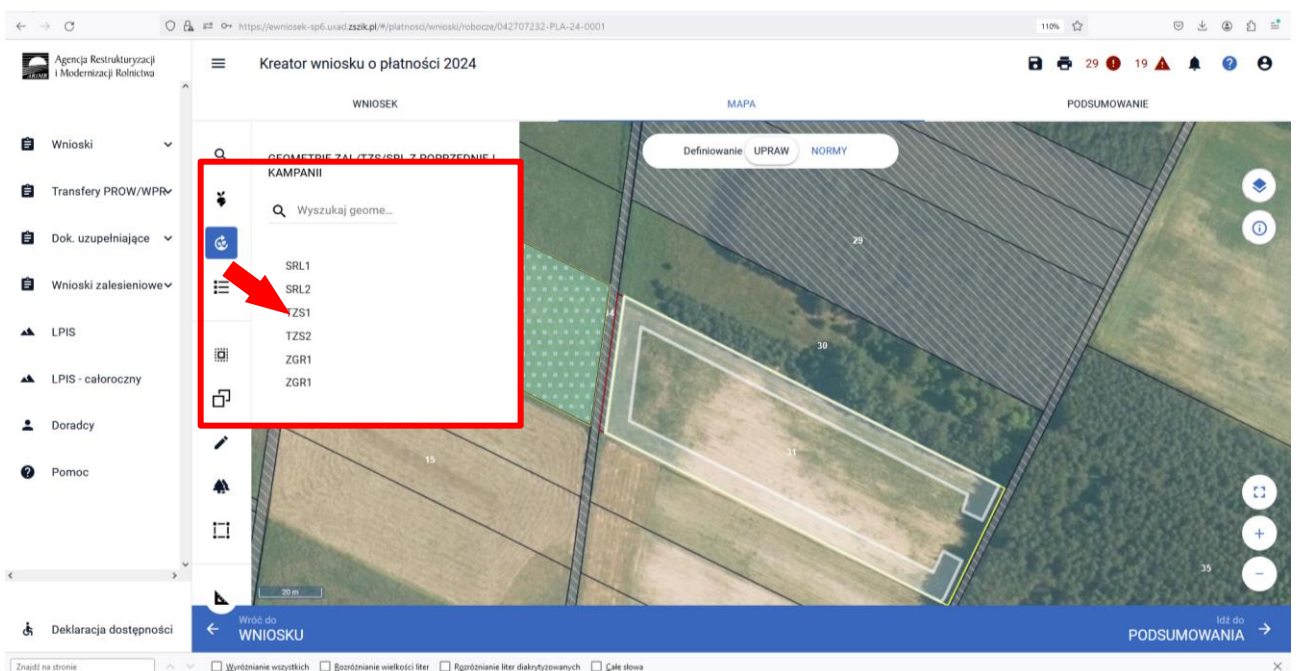 https://ewniosek-sp6.uxad.zszik.pl/#/platnosci/wnioski/robocze/042707232-PLA-24-0001
110%
Agencja Restrukturyzacji
i Modernizacji Rolnictwa
ARiMR
Kreator wniosku o płatności 2024
29
19
WNIOSEK
MAPA
PODSUMOWANIE
Wnioski
Transfery PROW/WPR
Dok. uzupełniające
Wnioski zalesieniowe
LPIS
LPIS - całoroczny
Doradcy
Pomoc
Deklaracja dostępności
GEOMETRIE ZAL/TZS/SRL Z POPRZEDNIEJ
KAMPANII
Wyszukaj geome...
SRL1
SRL2
TZS1
TZS2
ZGR1
ZGR1
Definiowanie UPRAW NORMY
29
30
31
15
35
20 m
Wróć do
WNIOSKU
Idź do
PODSUMOWANIA
Znajdź na stronie
Wyróżnianie wszystkich
Rozróżnianie wielkości liter
Rozróżnianie liter diakrytyzowanych
Całe słowa